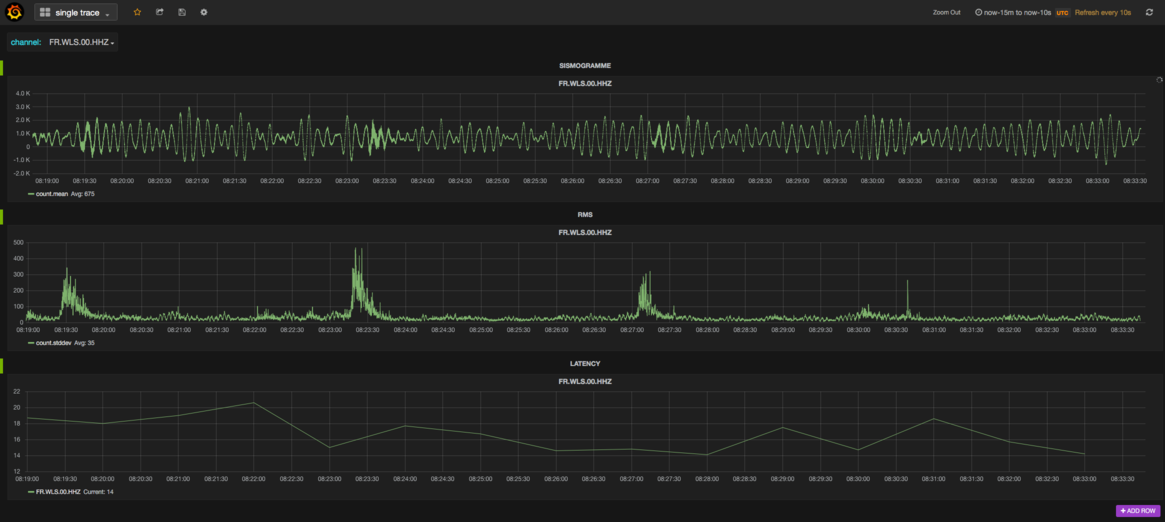 single trace
Zoom Out now-15m to now-10s UTC Refresh every 10s
channel: FR.WLS.00.HHZ
SISMOGRAMME
FR.WLS.00.HHZ
4.0 K
3.0 K
2.0 K
1.0 K
0
-1.0 K
-2.0 K
08:19:00 08:19:30 08:20:00 08:20:30 08:21:00 08:21:30 08:22:00 08:22:30 08:23:00 08:23:30 08:24:00 08:24:30 08:25:00 08:25:30 08:26:00 08:26:30 08:27:00 08:27:30 08:28:00 08:28:30 08:29:00 08:29:30 08:30:00 08:30:30 08:31:00 08:31:30 08:32:00 08:32:30 08:33:00 08:33:30
count.mean Avg: 675
RMS
FR.WLS.00.HHZ
500
400
300
200
100
0
08:19:00 08:19:30 08:20:00 08:20:30 08:21:00 08:21:30 08:22:00 08:22:30 08:23:00 08:23:30 08:24:00 08:24:30 08:25:00 08:25:30 08:26:00 08:26:30 08:27:00 08:27:30 08:28:00 08:28:30 08:29:00 08:29:30 08:30:00 08:30:30 08:31:00 08:31:30 08:32:00 08:32:30 08:33:00 08:33:30
count.stddev Avg: 35
LATENCY
FR.WLS.00.HHZ
22
20
18
16
14
12
08:19:00 08:19:30 08:20:00 08:20:30 08:21:00 08:21:30 08:22:00 08:22:30 08:23:00 08:23:30 08:24:00 08:24:30 08:25:00 08:25:30 08:26:00 08:26:30 08:27:00 08:27:30 08:28:00 08:28:30 08:29:00 08:29:30 08:30:00 08:30:30 08:31:00 08:31:30 08:32:00 08:32:30 08:33:00 08:33:30
FR.WLS.00.HHZ Current: 14
+ ADD ROW